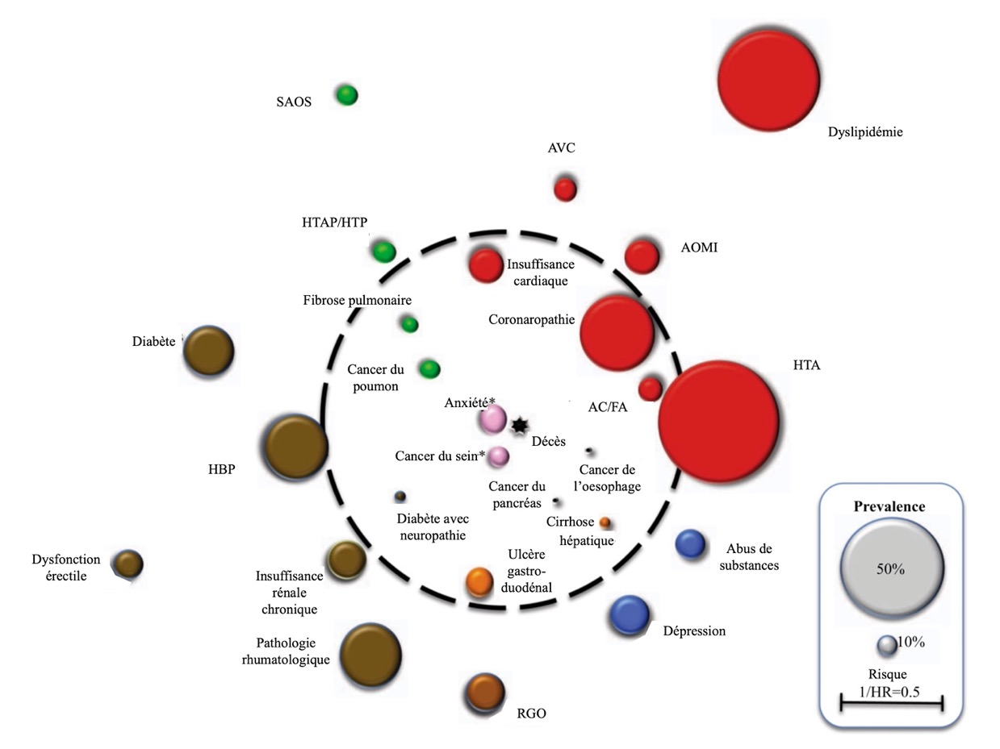 SAOS
Dyslipidémie
AVC
HTAP/HTP
AOMI
Insuffisance
cardiaque
Fibrose pulmonaire
Coronaropathie
Diabète
HTA
Cancer du
poumon
Anxiété*
AC/FA
Décès
Cancer du sein*
HBP
Cancer de
l’oesophage
Cancer du
pancréas
Diabète avec
neuropathie
Cirrhose
hépatique
Dysfonction
érectile
Abus de
substances
Ulcère
gastro-
duodénal
Insuffisance
rénale
chronique
Dépression
Pathologie
rhumatologique
RGO
Prevalence
50%
10%
Risque
1/HR=0.5